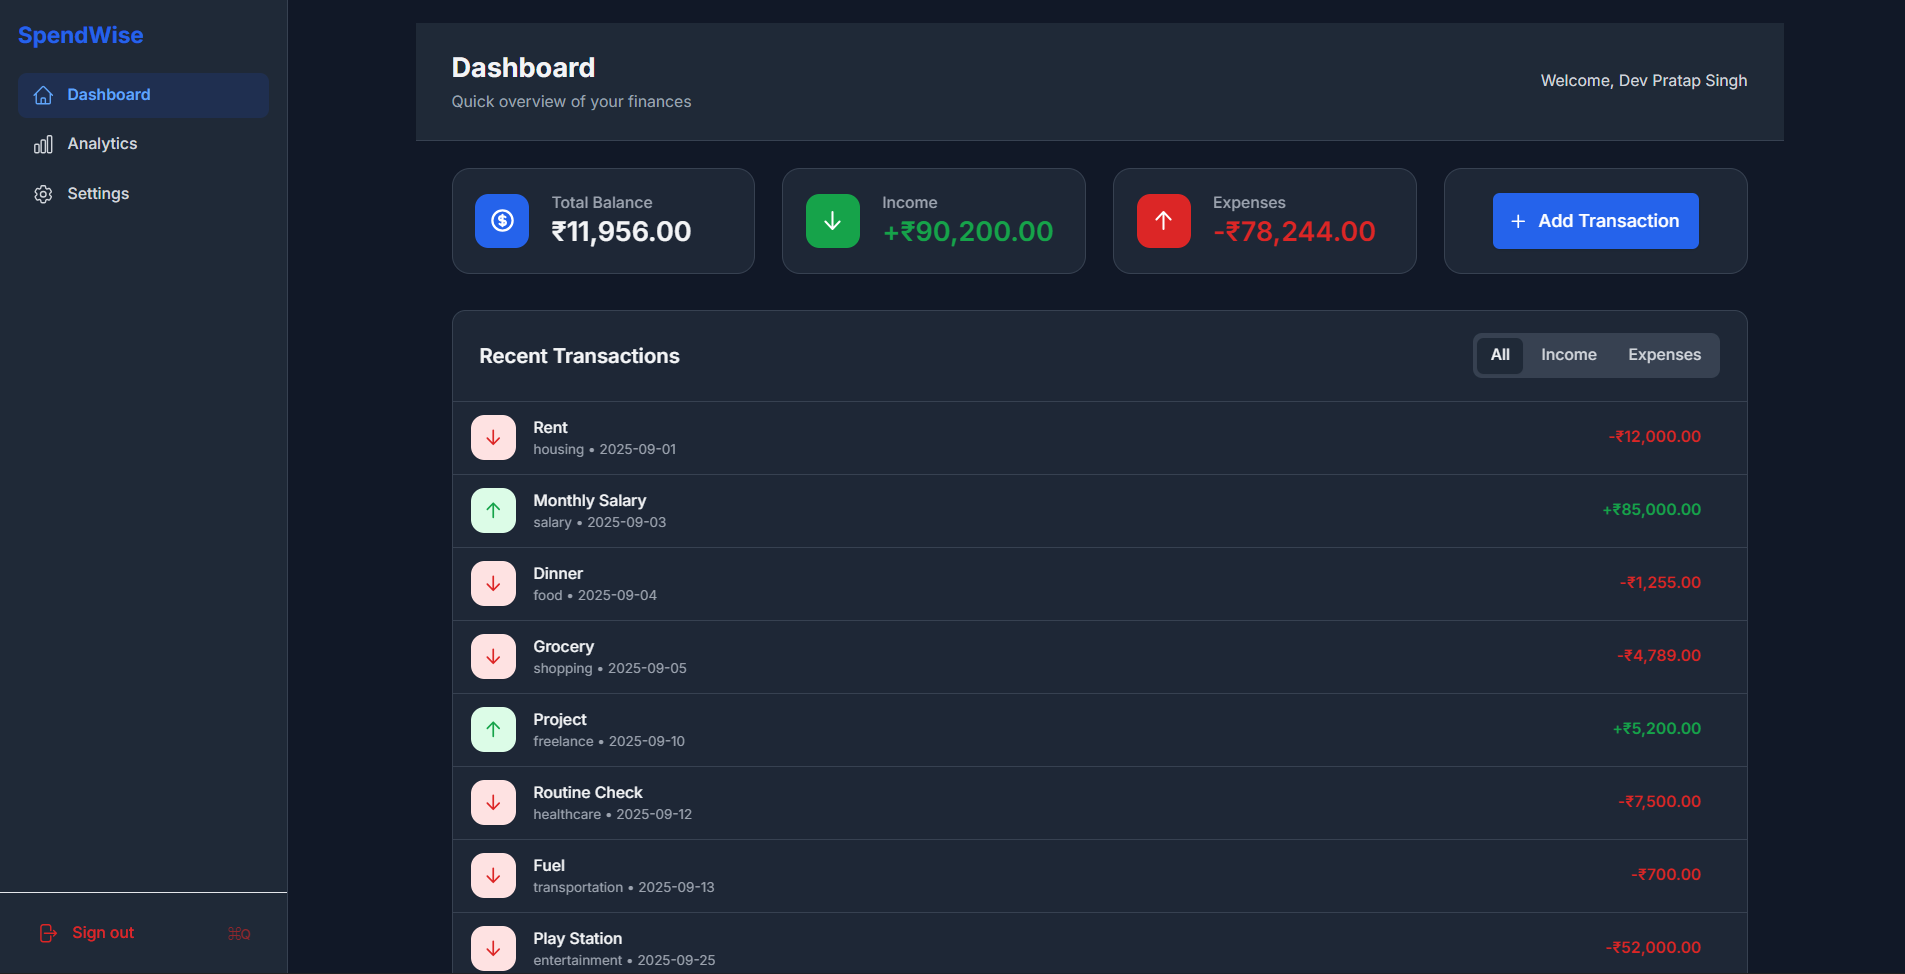 SpendWise
Dashboard
Analytics
Settings
Sign out ⌘Q
Dashboard
Quick overview of your finances
Welcome, Dev Pratap Singh
Total Balance
₹11,956.00
Income
+₹90,200.00
Expenses
-₹78,244.00
+ Add Transaction
Recent Transactions
All Income Expenses
Rent
housing • 2025-09-01
-₹12,000.00
Monthly Salary
salary • 2025-09-03
+₹85,000.00
Dinner
food • 2025-09-04
-₹1,255.00
Grocery
shopping • 2025-09-05
-₹4,789.00
Project
freelance • 2025-09-10
+₹5,200.00
Routine Check
healthcare • 2025-09-12
-₹7,500.00
Fuel
transportation • 2025-09-13
-₹700.00
Play Station
entertainment • 2025-09-25
-₹52,000.00